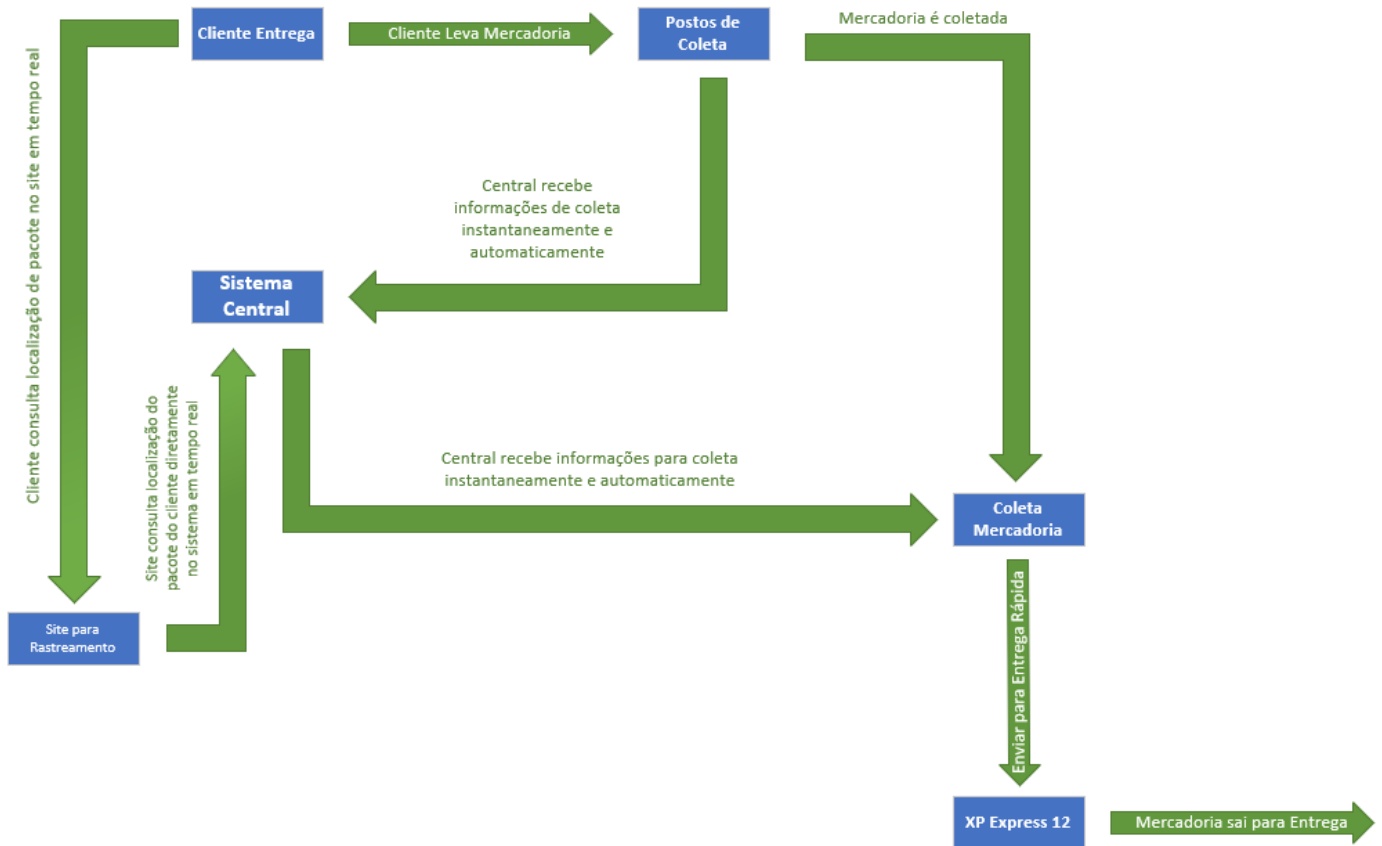 Cliente Entrega
Cliente Leva Mercadoria
Postos de
Coleta
Mercadoria é coletada
Cliente consulta localização de pacote no site em tempo real
Central recebe
informações de coleta
instantaneamente e
automaticamente
Sistema
Central
Site consulta localização do
pacote do cliente diretamente
no sistema em tempo real
Central recebe informações para coleta
instantaneamente e automaticamente
Coleta
Mercadoria
Site para
Rastreamento
Enviar para Entrega Rápida
XP Express 12
Mercadoria sai para Entrega